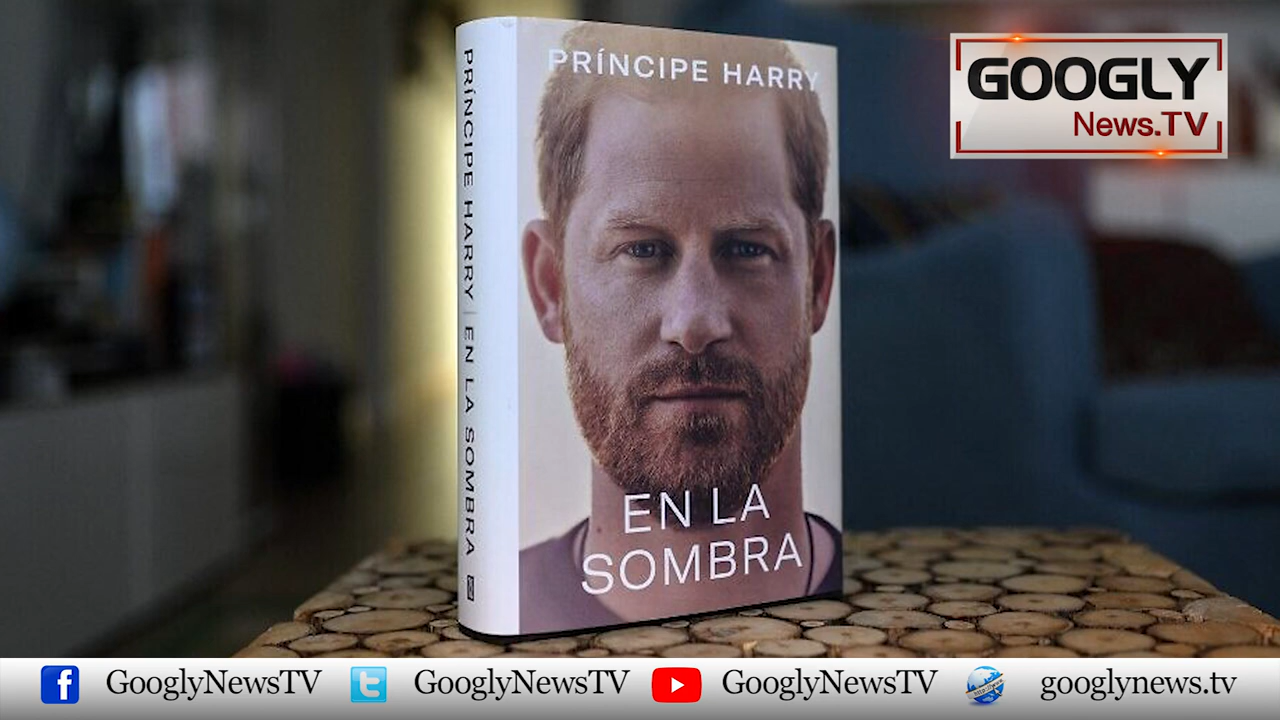 PRÍNCIPE HARRY | EN LA SOMBRA
PRÍNCIPE HARRY
EN LA
SOMBRA
GOOGLY
News.TV
GooglyNewsTV
GooglyNewsTV
GooglyNewsTV
googlynews.tv